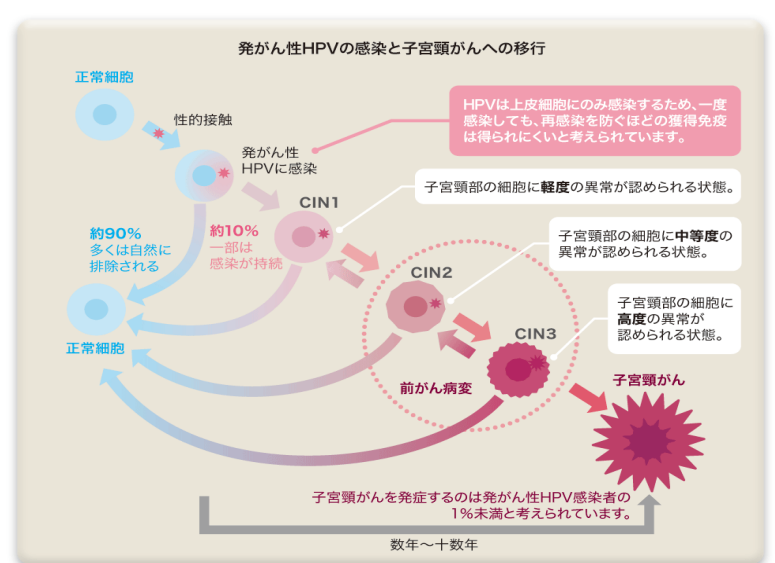 発がん性HPVの感染と子宮頸がんへの移行
正常細胞
性的接触
発がん性
HPVに感染
HPVは上皮細胞にのみ感染するため、一度
感染しても、再感染を防ぐほどの獲得免疫
は得られにくいと考えられています。
CIN1
子宮頸部の細胞に軽度の異常が認められる状態。
約90%
多くは自然に
排除される
約10%
一部は
感染が持続
CIN2
子宮頸部の細胞に中等度の
異常が認められる状態。
正常細胞
CIN3
子宮頸部の細胞に
高度の異常が
認められる状態。
前がん病変
子宮頸がん
子宮頸がんを発症するのは発がん性HPV感染者の
1%未満と考えられています。
数年〜十数年